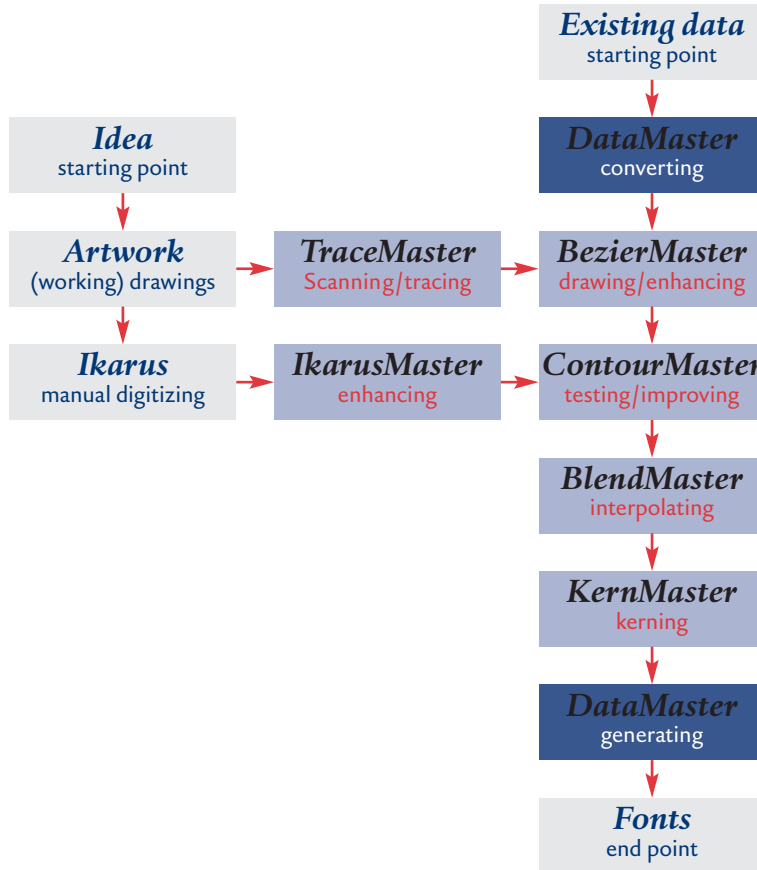 Existing data
starting point
Idea
starting point
DataMaster
converting
Artwork
(working) drawings
TraceMaster
Scanning/tracing
BezierMaster
drawing/enhancing
Ikarus
manual digitizing
IkarusMaster
enhancing
ContourMaster
testing/improving
BlendMaster
interpolating
KernMaster
kerning
DataMaster
generating
Fonts
end point